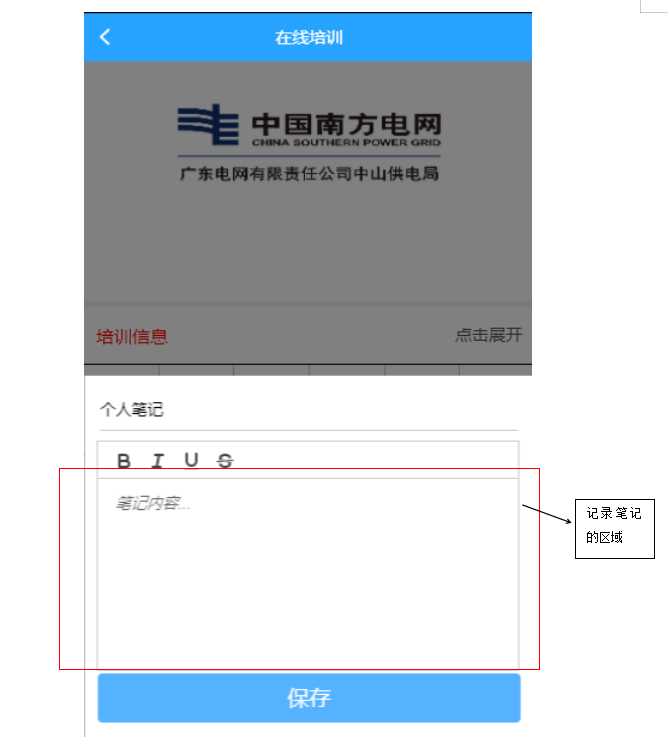 在线培训
中国南方电网
CHINA SOUTHERN POWER GRID
广东电网有限责任公司中山供电局
培训信息 点击展开
个人笔记
B I U S
笔记内容...
记录笔记
的区域
保存